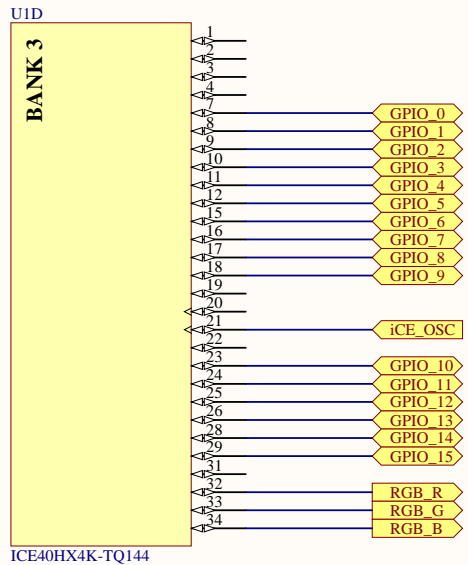 U1D
BANK 3
1
2
3
4
7 GPIO_0
8 GPIO_1
9 GPIO_2
10 GPIO_3
11 GPIO_4
12 GPIO_5
15 GPIO_6
16 GPIO_7
17 GPIO_8
18 GPIO_9
19
20
21 iCE_OSC
22
23 GPIO_10
24 GPIO_11
25 GPIO_12
26 GPIO_13
28 GPIO_14
29 GPIO_15
31
32 RGB_R
33 RGB_G
34 RGB_B
ICE40HX4K-TQ144